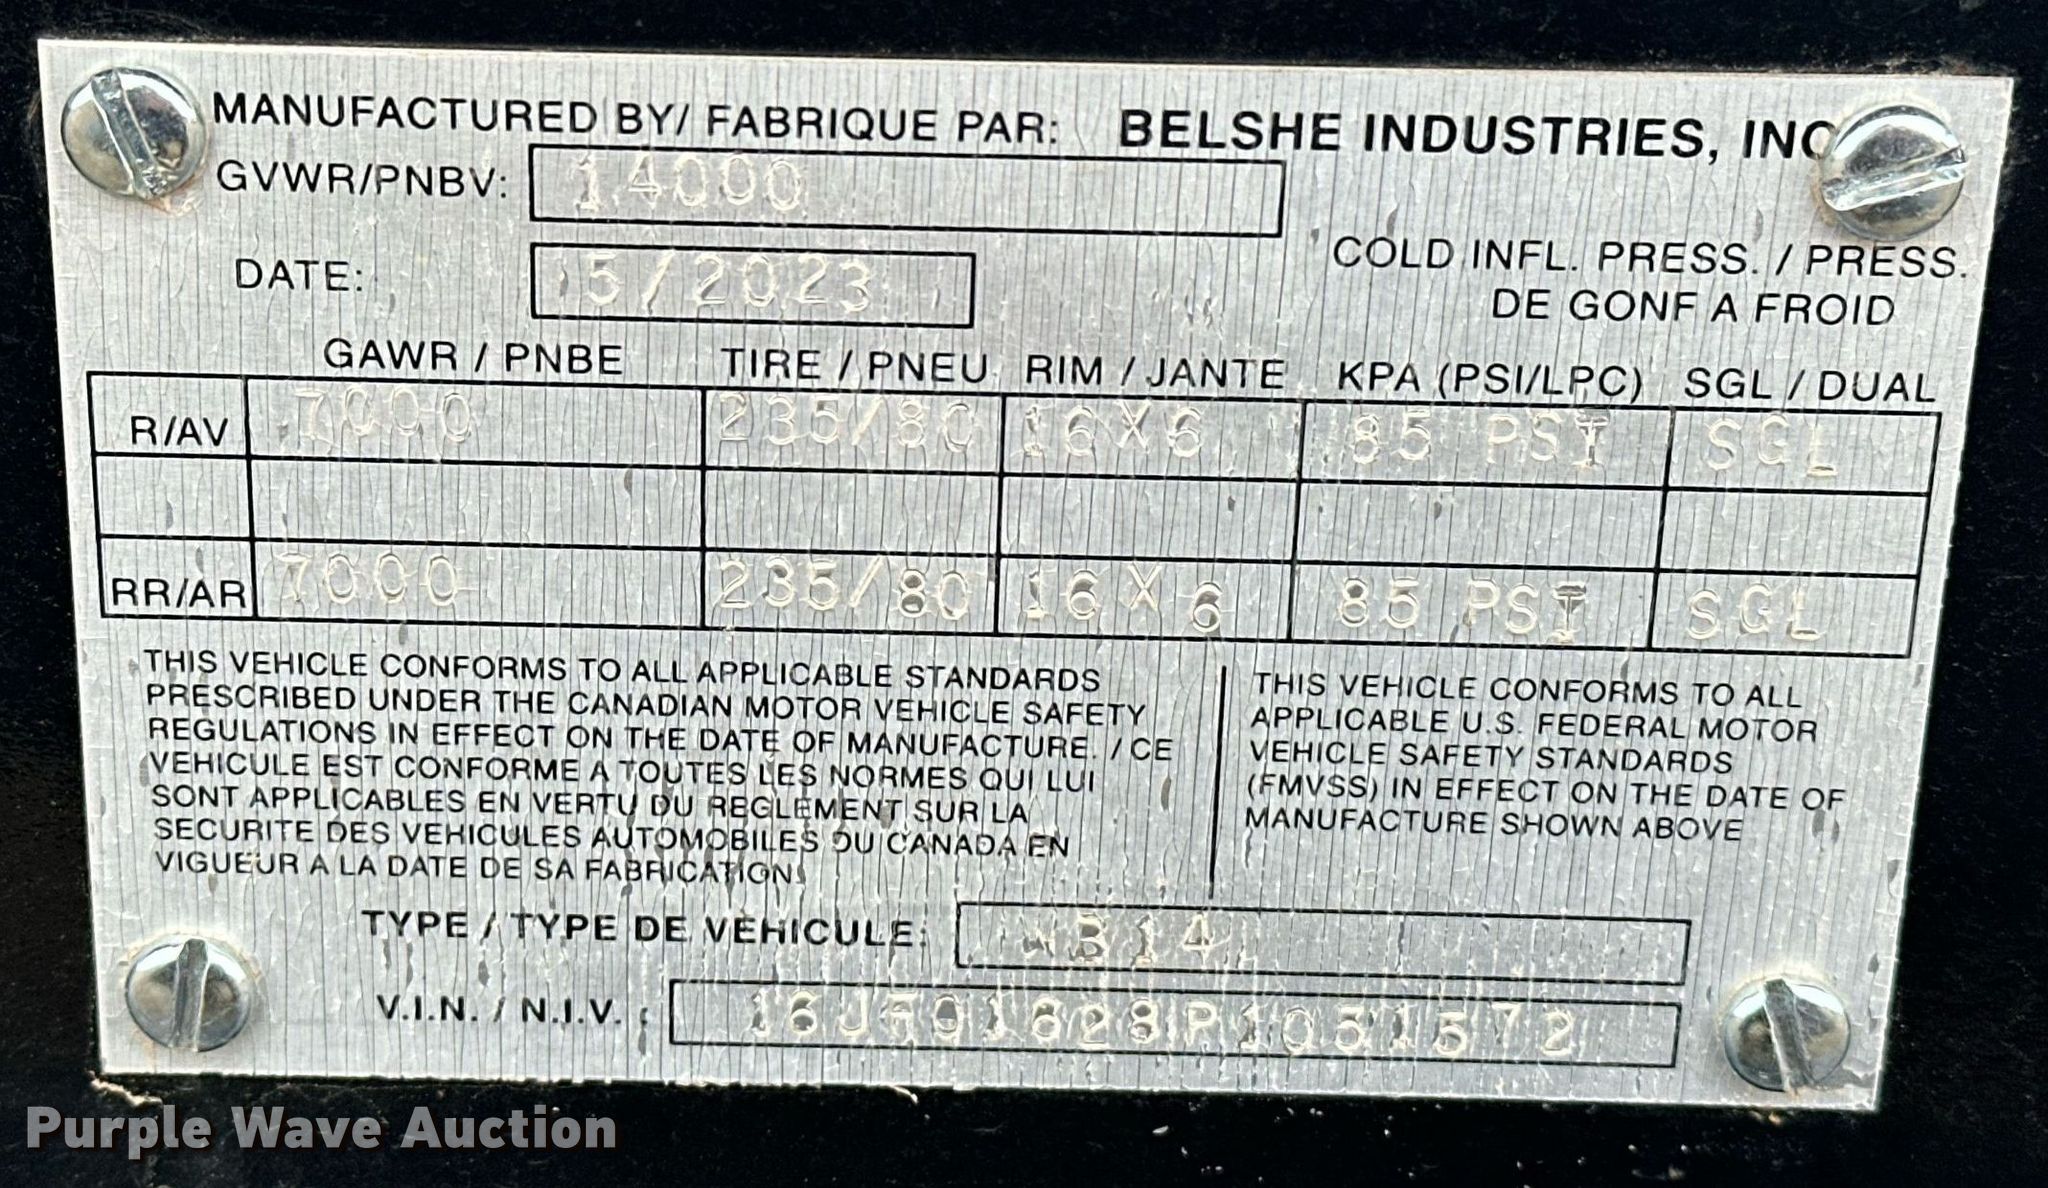 MANUFACTURED BY/ FABRIQUE PAR: BELSHE INDUSTRIES, INC
GVWR/PNBV: 14000
DATE: 5/2023
COLD INFL. PRESS. / PRESS.
DE GONF A FROID
GAWR / PNBE TIRE / PNEU RIM / JANTE KPA (PSI/LPC) SGL / DUAL
R/AV 7000 235/80 16X6 85 PSI SGL
RR/AR 7000 235/80 16X6 85 PSI SGL
THIS VEHICLE CONFORMS TO ALL APPLICABLE STANDARDS
PRESCRIBED UNDER THE CANADIAN MOTOR VEHICLE SAFETY
REGULATIONS IN EFFECT ON THE DATE OF MANUFACTURE. / CE
VEHICULE EST CONFORME A TOUTES LES NORMES QUI LUI
SONT APPLICABLES EN VERTU DU REGLEMENT SUR LA
SECURITE DES VEHICULES AUTOMOBILES DU CANADA EN
VIGUEUR A LA DATE DE SA FABRICATION.
THIS VEHICLE CONFORMS TO ALL
APPLICABLE U.S. FEDERAL MOTOR
VEHICLE SAFETY STANDARDS
(FMVSS) IN EFFECT ON THE DATE OF
MANUFACTURE SHOWN ABOVE
TYPE / TYPE DE VEHICULE:
V.I.N. / N.I.V. :
Purple Wave Auction